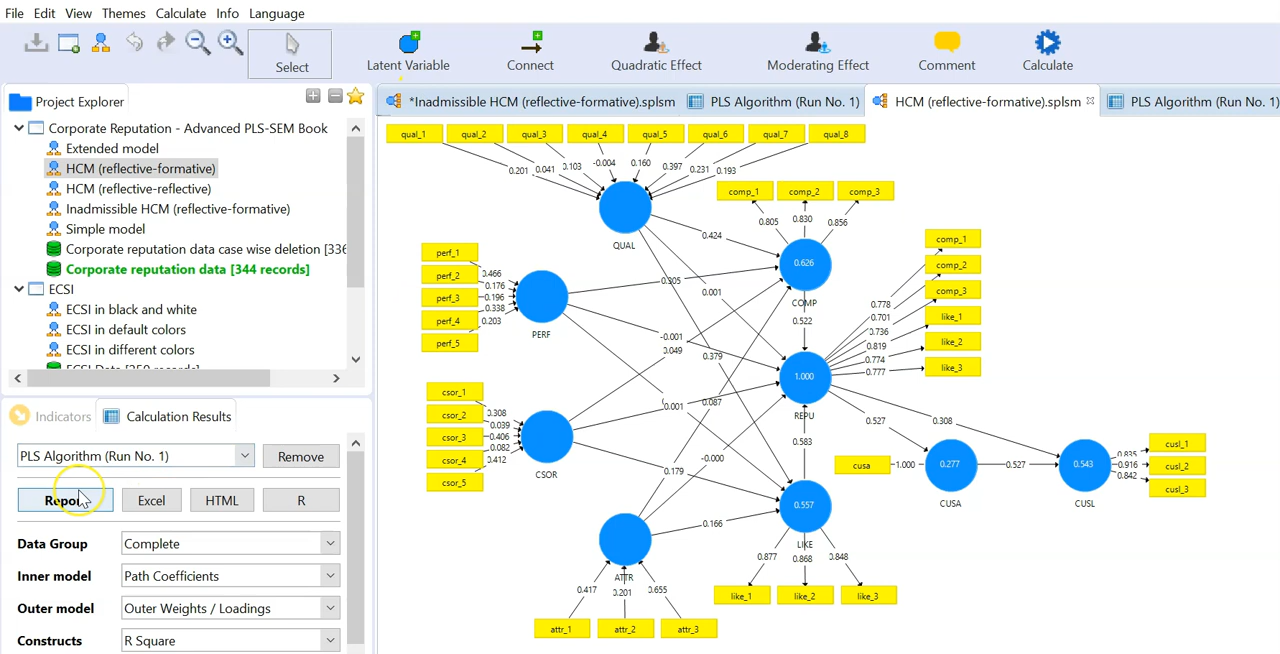 File Edit View Themes Calculate Info Language
Select
Latent Variable
Connect
Quadratic Effect
Moderating Effect
Comment
Calculate
Project Explorer
Corporate Reputation - Advanced PLS-SEM Book
Extended model
HCM (reflective-formative)
HCM (reflective-reflective)
Inadmissible HCM (reflective-formative)
Simple model
Corporate reputation data case wise deletion [336
Corporate reputation data [344 records]
ECSI
ECSI in black and white
ECSI in default colors
ECSI in different colors
Indicators
Calculation Results
PLS Algorithm (Run No. 1)
Remove
Excel
HTML
R
Data Group
Complete
Inner model
Path Coefficients
Outer model
Outer Weights / Loadings
Constructs
R Square
*Inadmissible HCM (reflective-formative).splsm
PLS Algorithm (Run No. 1)
HCM (reflective-formative).splsm
PLS Algorithm (Run No. 1)
qual_1 qual_2 qual_3 qual_4 qual_5 qual_6 qual_7 qual_8
0.201 0.041 0.103 -0.004 0.160 0.397 0.231 0.193
QUAL
comp_1 comp_2 comp_3
0.805 0.830 0.856
0.626
COMP
0.424
0.305
0.001
0.522
perf_1
perf_2
perf_3
perf_4
perf_5
0.466
0.176
0.196
0.338
0.203
PERF
-0.001
0.049
0.379
comp_1
comp_2
comp_3
like_1
like_2
like_3
0.778
0.701
0.736
0.819
0.774
0.777
1.000
REPU
csor_1
csor_2
csor_3
csor_4
csor_5
0.308
0.039
0.406
0.082
0.412
CSOR
0.087
0.001
0.527
0.308
0.583
-0.000
0.179
cusa
1.000
0.277
CUSA
0.527
0.543
CUSL
0.835
0.916
0.842
cusl_1
cusl_2
cusl_3
0.557
LIKE
0.166
ATTR
0.877 0.868 0.848
like_1 like_2 like_3
0.417 0.201 0.655
attr_1 attr_2 attr_3